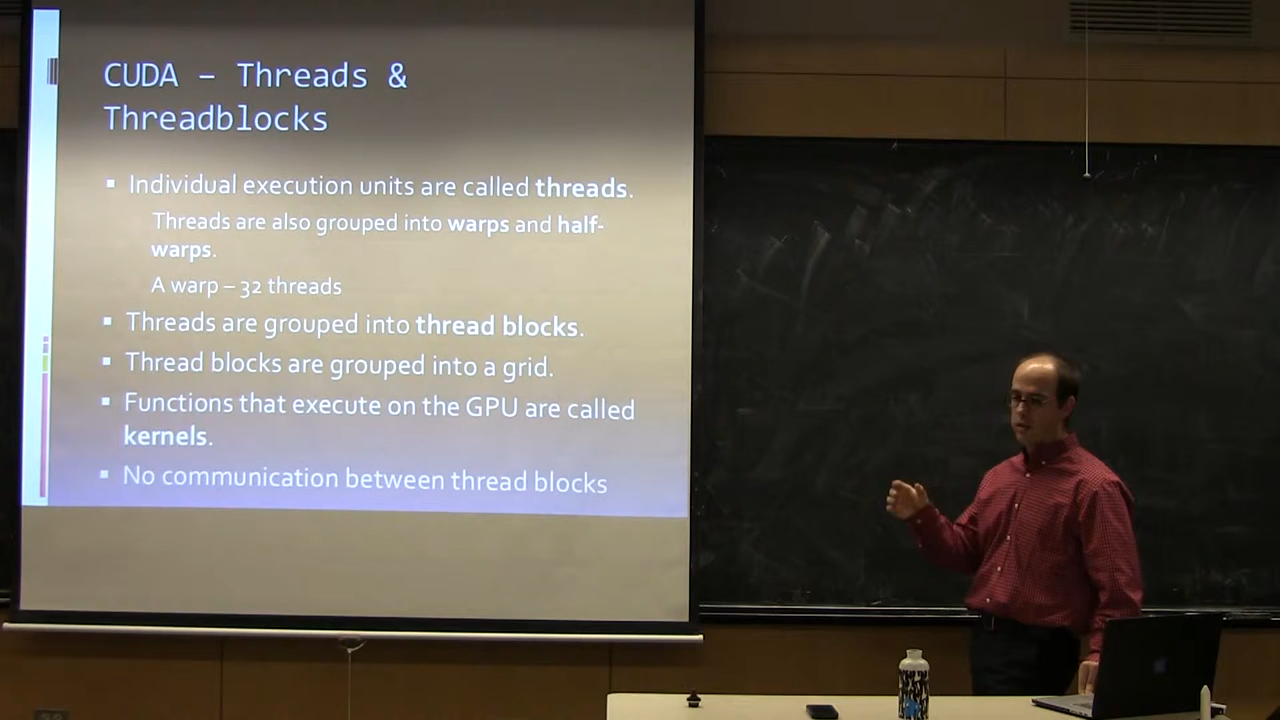 CUDA – Threads &
Threadblocks
▪ Individual execution units are called threads.
Threads are also grouped into warps and half-
warps.
A warp – 32 threads
▪ Threads are grouped into thread blocks.
▪ Thread blocks are grouped into a grid.
▪ Functions that execute on the GPU are called
kernels.
▪ No communication between thread blocks